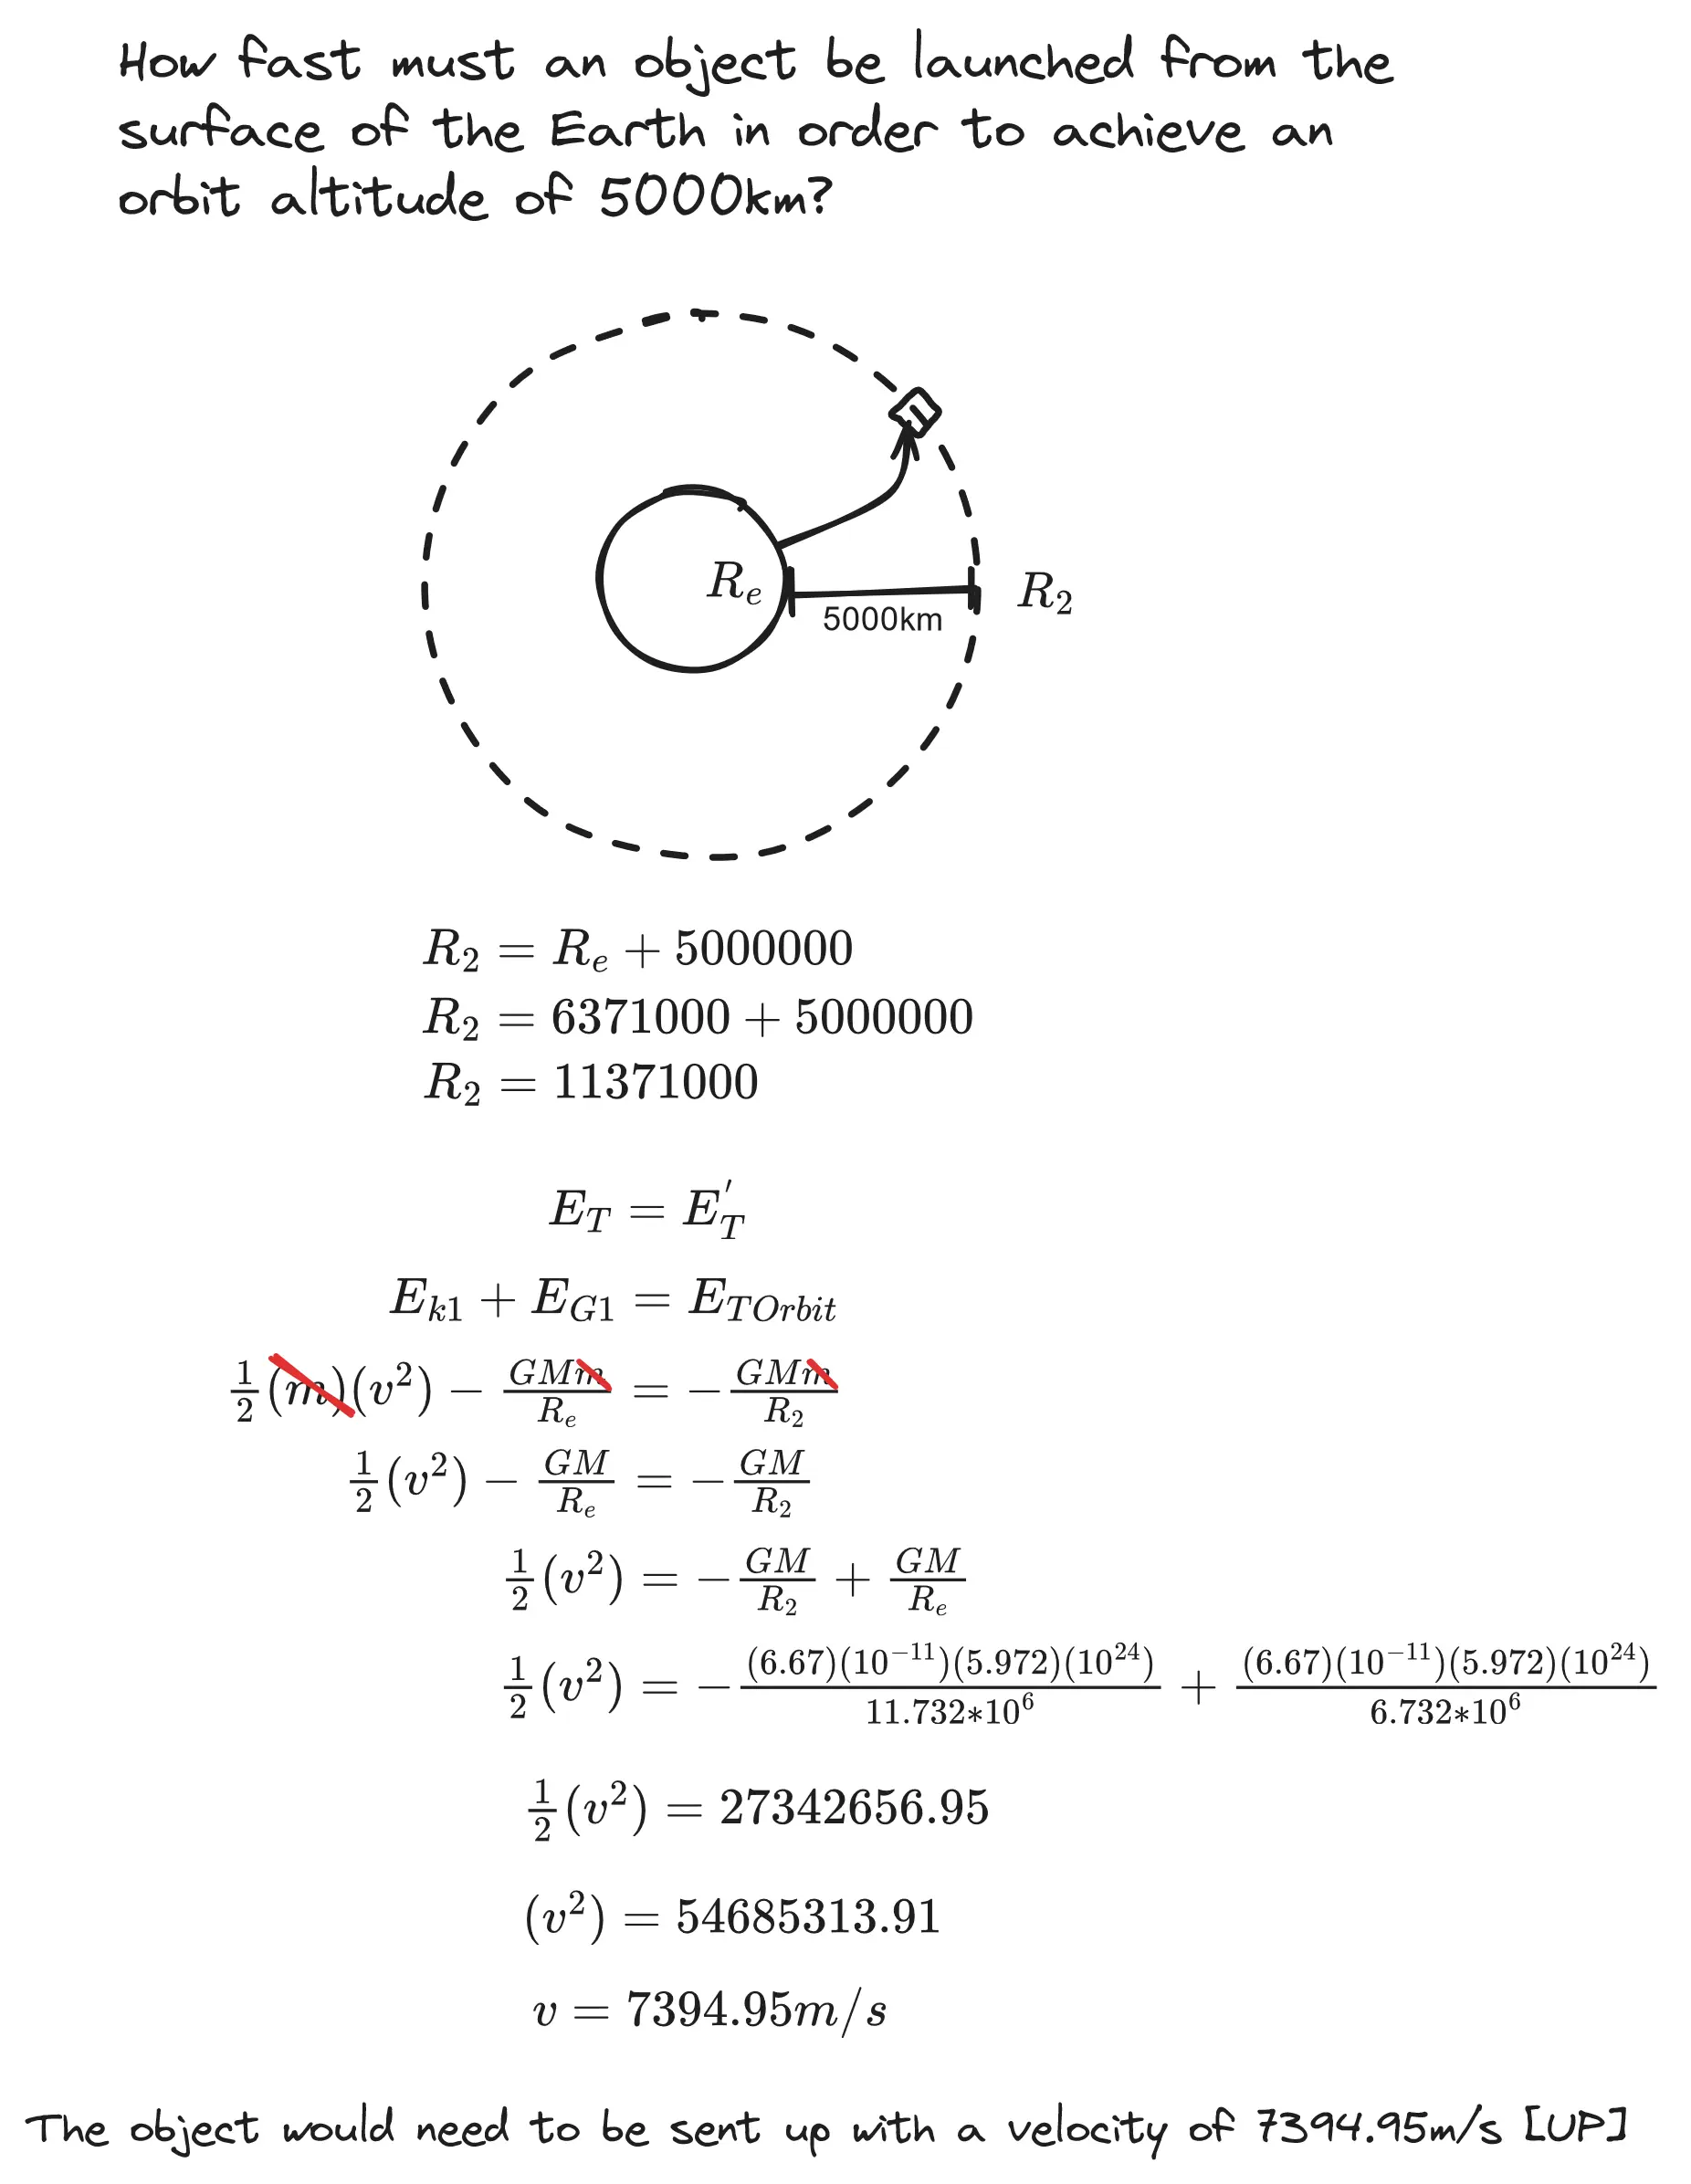 How fast must an object be launched from the
surface of the Earth in order to achieve an
orbit altitude of 5000km?
R_e
5000km
R_2
R_2 = R_e + 5000000
R_2 = 6371000 + 5000000
R_2 = 11371000
E_T = E_T^'
E_{k1} + E_{G1} = E_{TOrbit}
\frac{1}{2}(m)(v^2) - \frac{GMm}{R_e} = -\frac{GMm}{R_2}
\frac{1}{2}(v^2) - \frac{GM}{R_e} = -\frac{GM}{R_2}
\frac{1}{2}(v^2) = -\frac{GM}{R_2} + \frac{GM}{R_e}
\frac{1}{2}(v^2) = -\frac{(6.67)(10^{-11})(5.972)(10^{24})}{11.732*10^6} + \frac{(6.67)(10^{-11})(5.972)(10^{24})}{6.732*10^6}
\frac{1}{2}(v^2) = 27342656.95
(v^2) = 54685313.91
v = 7394.95m/s
The object would need to be sent up with a velocity of 7394.95m/s [UP]